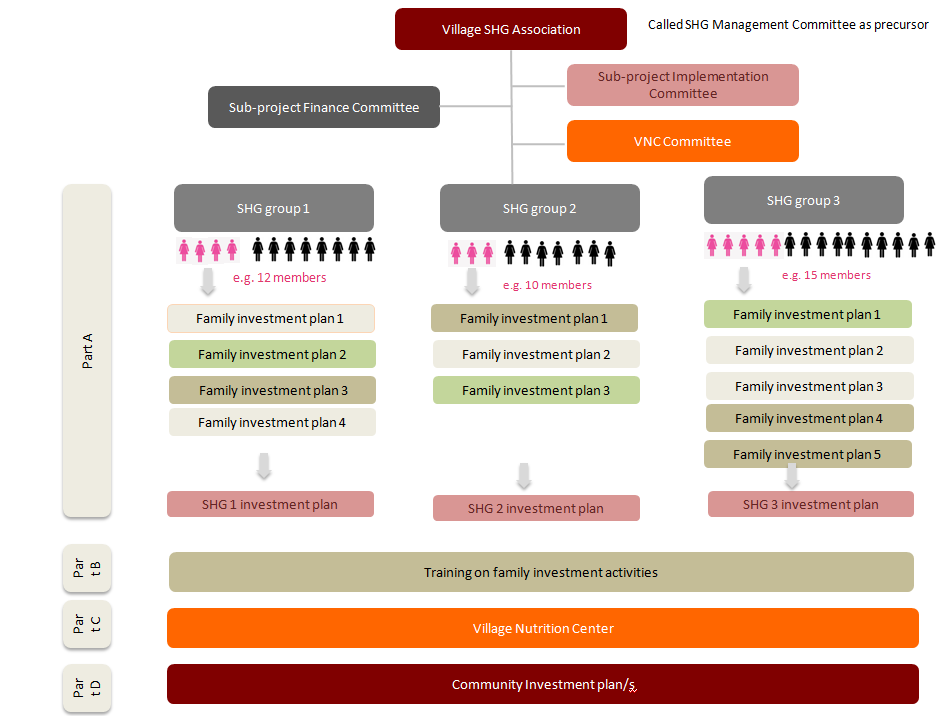 Village SHG Association
Called SHG Management Committee as precursor
Sub-project Implementation
Committee
Sub-project Finance Committee
VNC Committee
SHG group 1
SHG group 2
SHG group 3
e.g. 12 members
e.g. 10 members
e.g. 15 members
Part A
Family investment plan 1
Family investment plan 2
Family investment plan 3
Family investment plan 4
Family investment plan 1
Family investment plan 2
Family investment plan 3
Family investment plan 1
Family investment plan 2
Family investment plan 3
Family investment plan 4
Family investment plan 5
SHG 1 investment plan
SHG 2 investment plan
SHG 3 investment plan
Par
t B
Training on family investment activities
Par
t C
Village Nutrition Center
Par
t D
Community Investment plan/s